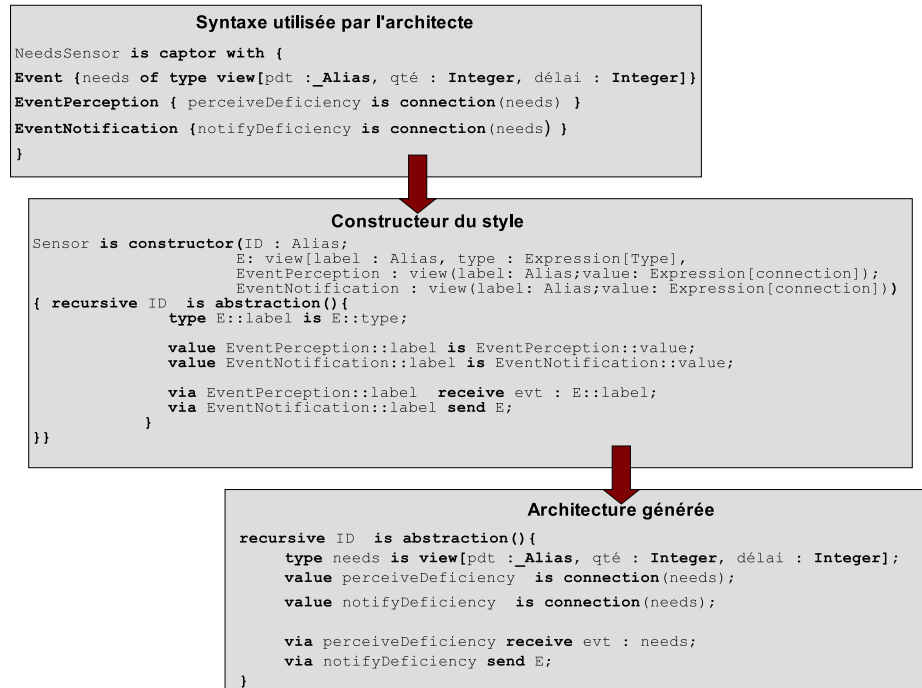 Syntaxe utilisée par l'architecte
NeedsSensor is captor with {
Event {needs of type view[pdt :_Alias, qté : Integer, délai : Integer]}
EventPerception { perceiveDeficiency is connection(needs) }
EventNotification {notifyDeficiency is connection(needs) }
}
Constructeur du style
Sensor is constructor(ID : Alias;
E: view[label : Alias, type : Expression[Type],
EventPerception : view(label: Alias;value: Expression[connection]);
EventNotification : view(label: Alias;value: Expression[connection]))
{ recursive ID is abstraction(){
type E::label is E::type;
value EventPerception::label is EventPerception::value;
value EventNotification::label is EventNotification::value;
via EventPerception::label receive evt : E::label;
via EventNotification::label send E;
}
}}
Architecture générée
recursive ID is abstraction(){
type needs is view[pdt :_Alias, qté : Integer, délai : Integer];
value perceiveDeficiency is connection(needs);
value notifyDeficiency is connection(needs);
via perceiveDeficiency receive evt : needs;
via notifyDeficiency send E;
}